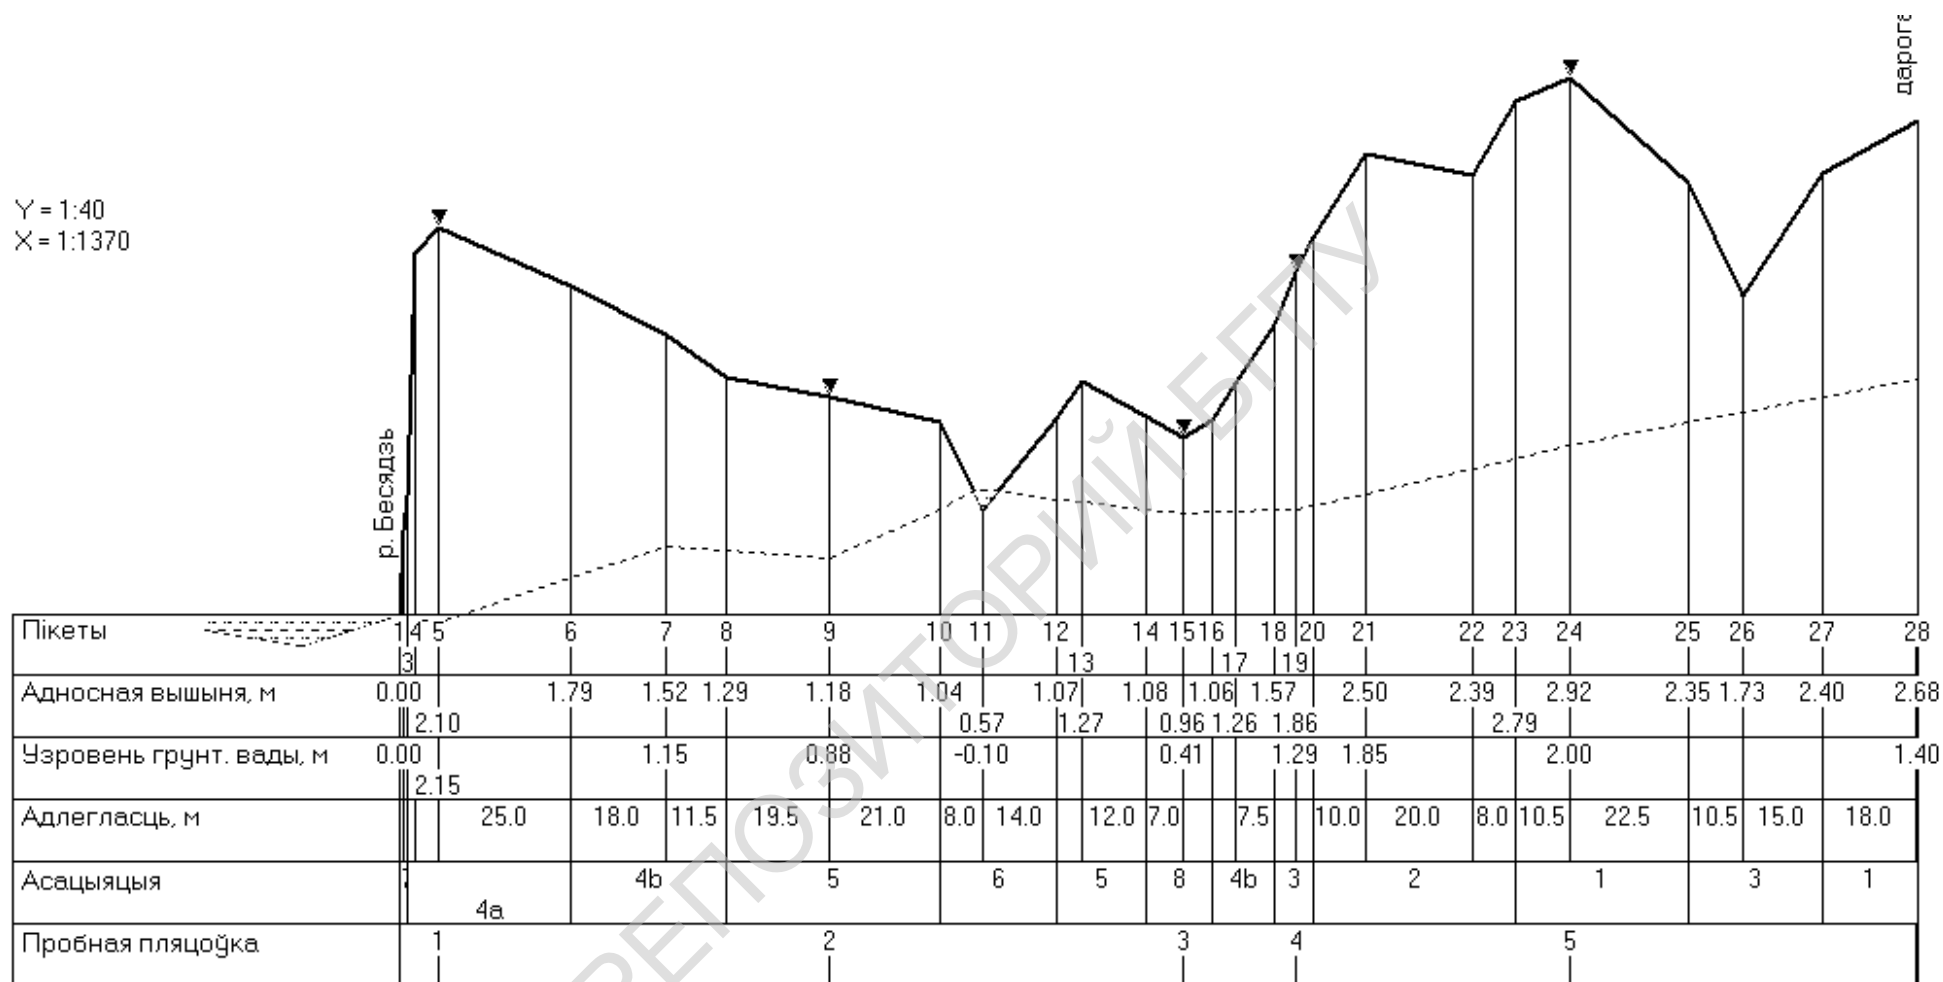 дарога
Y = 1:40
X = 1:1370
р. Бесядзь
Пікеты 1 4 5 6 7 8 9 10 11 12 14 15 16 18 20 21 22 23 24 25 26 27 28
3 13 17 19
Адносная вышыня, м 0.00 1.79 1.52 1.29 1.18 1.04 1.07 1.08 1.06 1.57 2.50 2.39 2.92 2.35 1.73 2.40 2.68
2.10 0.57 1.27 0.96 1.26 1.86 2.79
Узровень грунт. вады, м 0.00 1.15 0.88 -0.10 0.41 1.29 1.85 2.00 1.40
2.15
Адлегласць, м 25.0 18.0 11.5 19.5 21.0 8.0 14.0 12.0 7.0 7.5 10.0 20.0 8.0 10.5 22.5 10.5 15.0 18.0
Асацыяцыя 4b 5 6 5 8 4b 3 2 1 3 1
4a
Пробная пляцоўка 1 2 3 4 5
РЕПОЗИТОРИЙ БГПУ